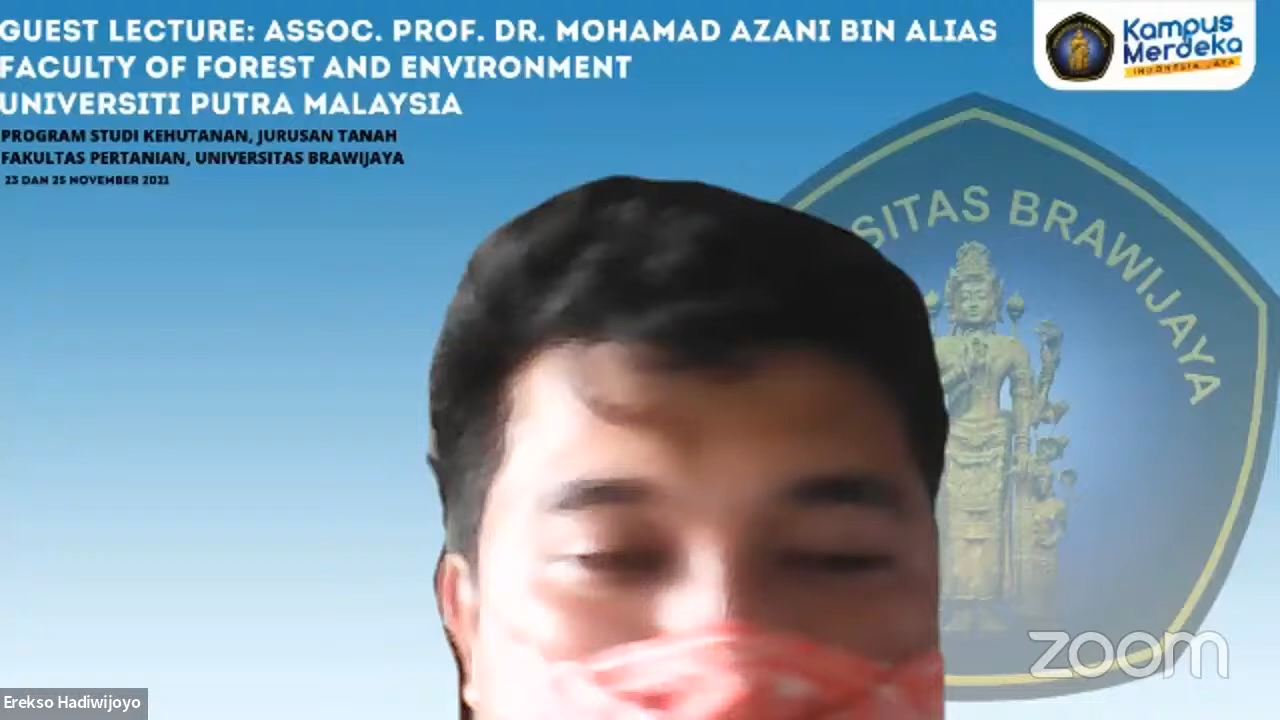 GUEST LECTURE: ASSOC. PROF. DR. MOHAMAD AZANI BIN ALIAS
FACULTY OF FOREST AND ENVIRONMENT
UNIVERSITI PUTRA MALAYSIA
PROGRAM STUDI KEHUTANAN, JURUSAN TANAH
FAKULTAS PERTANIAN, UNIVERSITAS BRAWIJAYA
23 DAN 25 NOVEMBER 2021
Kampus
Merdeka
INDONESIA JAYA
SITAS BRAWIJAYA
zoom
Erekso Hadiwijoyo